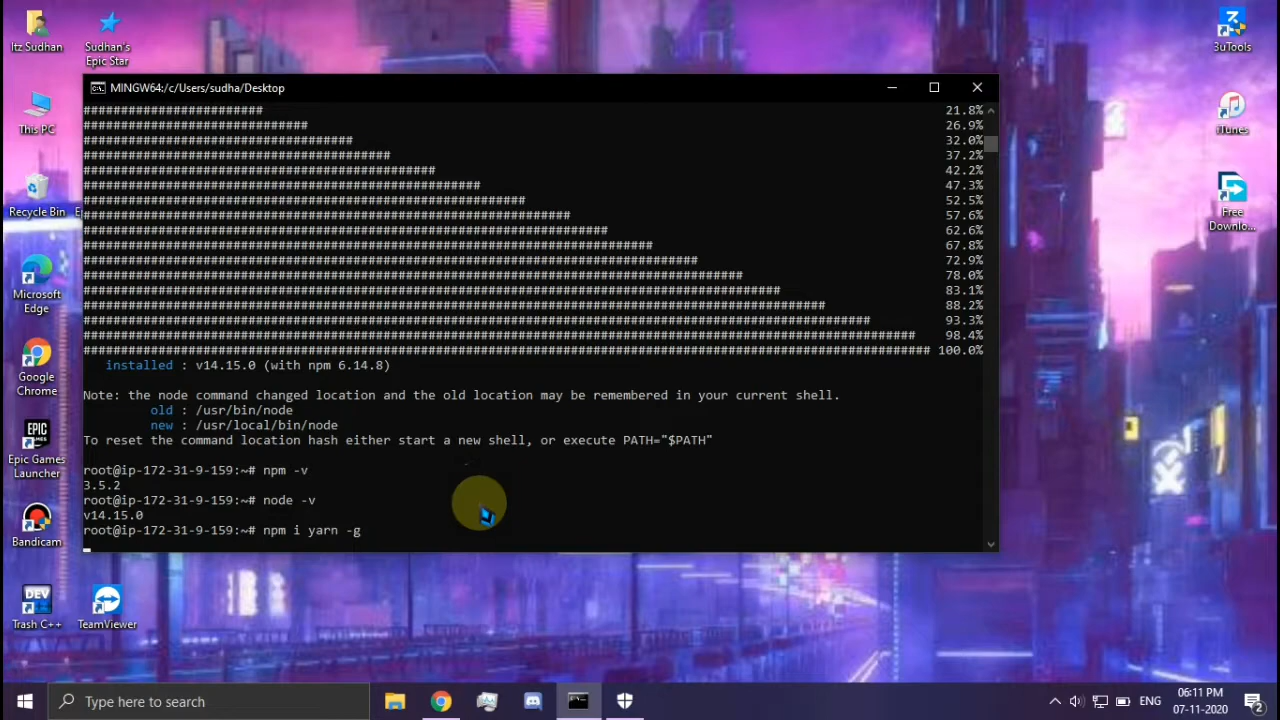 Itz Sudhan
Sudhan's
Epic Star
This PC
Recycle Bin
Microsoft
Edge
Google
Chrome
Epic Games
Launcher
Bandicam
DEV
Trash C++
TeamViewer
3uTools
iTunes
Free
Downlo...
MINGW64:/c/Users/sudha/Desktop
######################## 21.8%
############################## 26.9%
#################################### 32.0%
######################################### 37.2%
############################################### 42.2%
##################################################### 47.3%
########################################################### 52.5%
################################################################# 57.6%
###################################################################### 62.6%
############################################################################ 67.8%
################################################################################## 72.9%
######################################################################################## 78.0%
############################################################################################# 83.1%
################################################################################################### 88.2%
######################################################################################################### 93.3%
############################################################################################################### 98.4%
################################################################################################################# 100.0%
installed : v14.15.0 (with npm 6.14.8)
Note: the node command changed location and the old location may be remembered in your current shell.
old : /usr/bin/node
new : /usr/local/bin/node
To reset the command location hash either start a new shell, or execute PATH="$PATH"
root@ip-172-31-9-159:~# npm -v
3.5.2
root@ip-172-31-9-159:~# node -v
v14.15.0
root@ip-172-31-9-159:~# npm i yarn -g
Type here to search
ENG
06:11 PM
07-11-2020
2